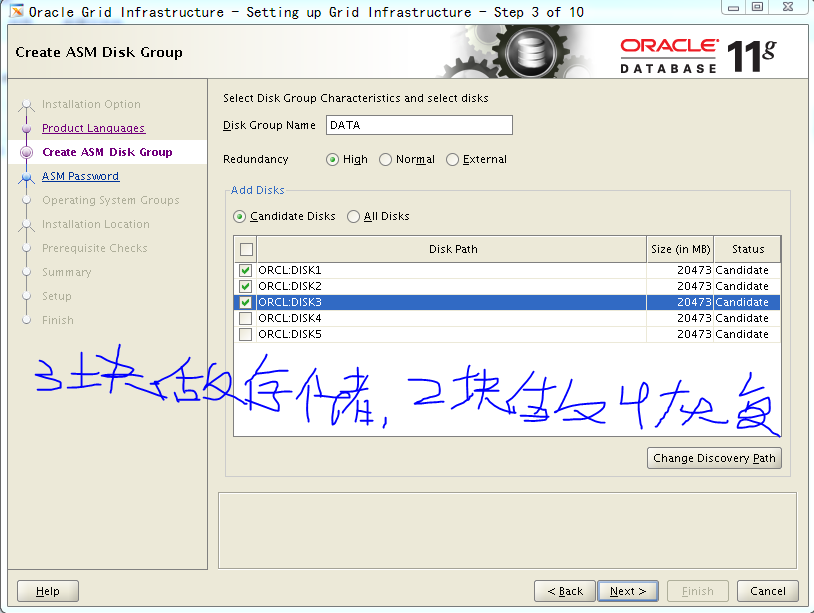 Oracle Grid Infrastructure - Setting up Grid Infrastructure - Step 3 of 10
Create ASM Disk Group
ORACLE
DATABASE 11g
Installation Option
Product Languages
Create ASM Disk Group
ASM Password
Operating System Groups
Installation Location
Prerequisite Checks
Summary
Setup
Finish
Select Disk Group Characteristics and select disks
Disk Group Name DATA
Redundancy High Normal External
Add Disks
Candidate Disks All Disks
Disk Path Size (in MB) Status
ORCL:DISK1 20473 Candidate
ORCL:DISK2 20473 Candidate
ORCL:DISK3 20473 Candidate
ORCL:DISK4 20473 Candidate
ORCL:DISK5 20473 Candidate
3块做存储,2块做恢复
Change Discovery Path
Help < Back Next > Finish Cancel